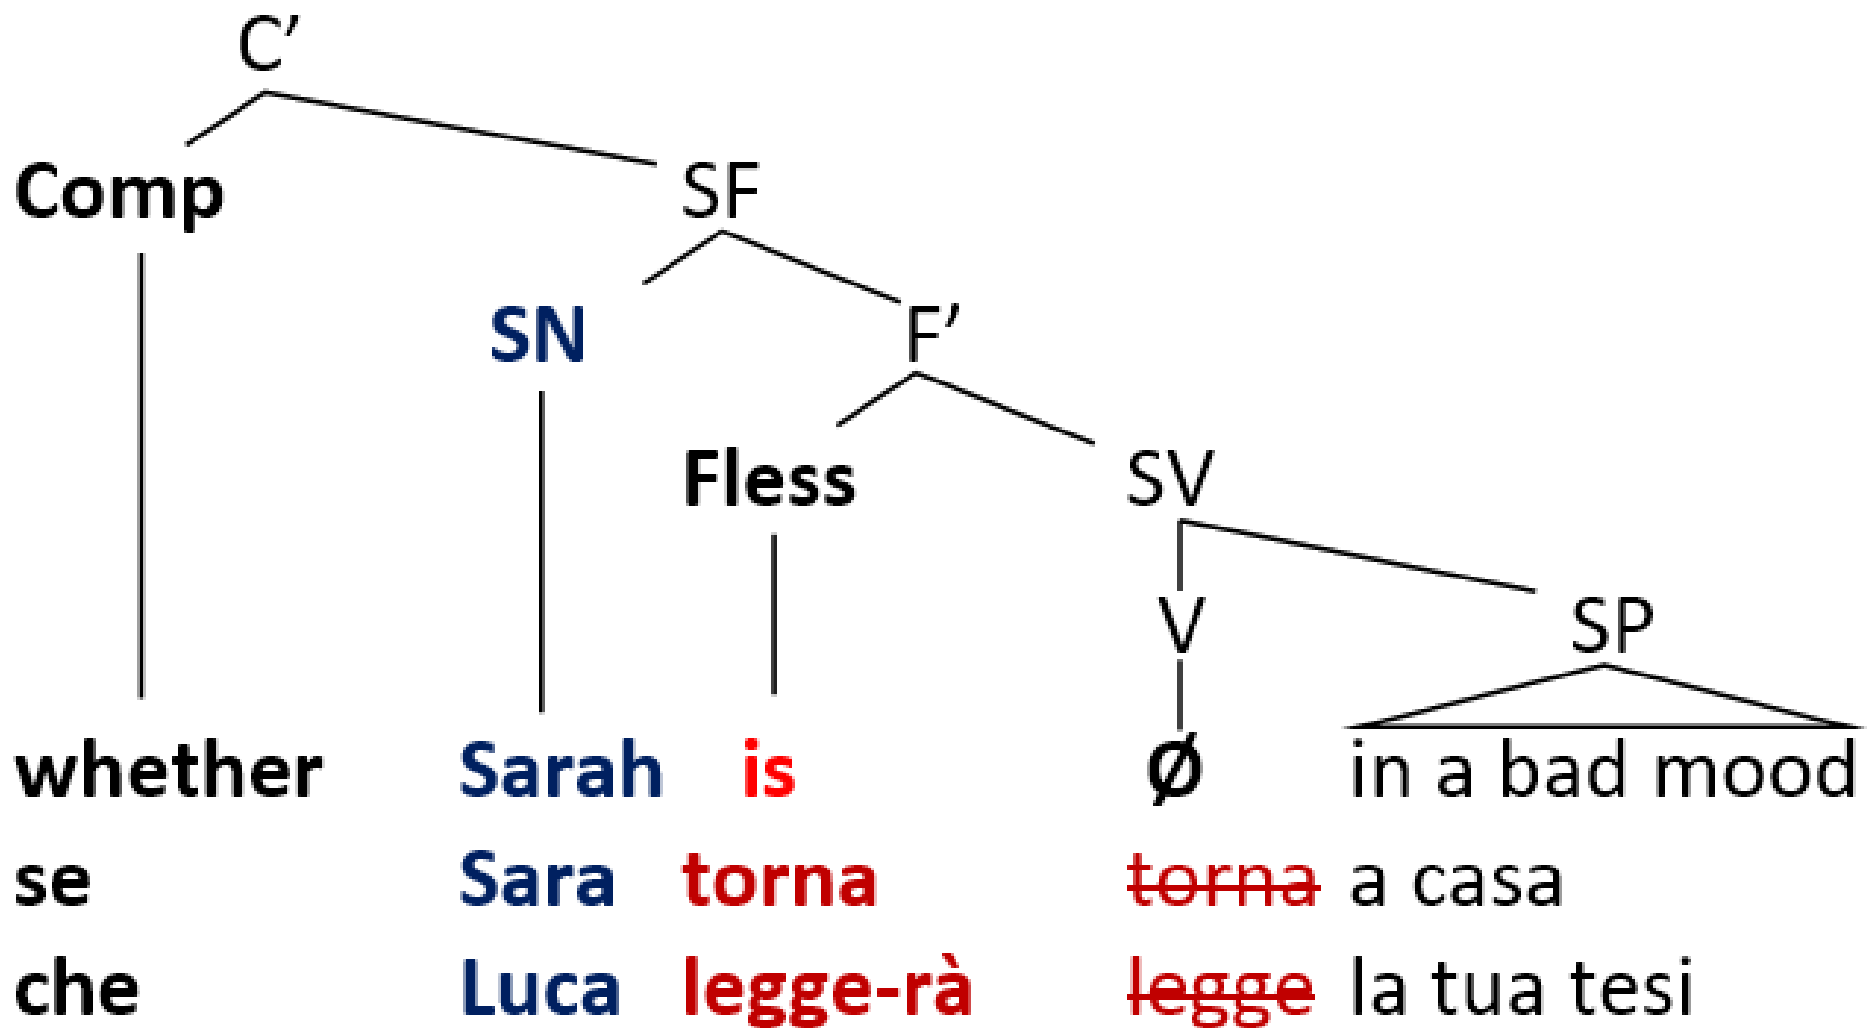 C′
Comp SF
SN F′
Fless SV
V SP
whether Sarah is Ø in a bad mood
se Sara torna torna a casa
che Luca legge-rà legge la tua tesi